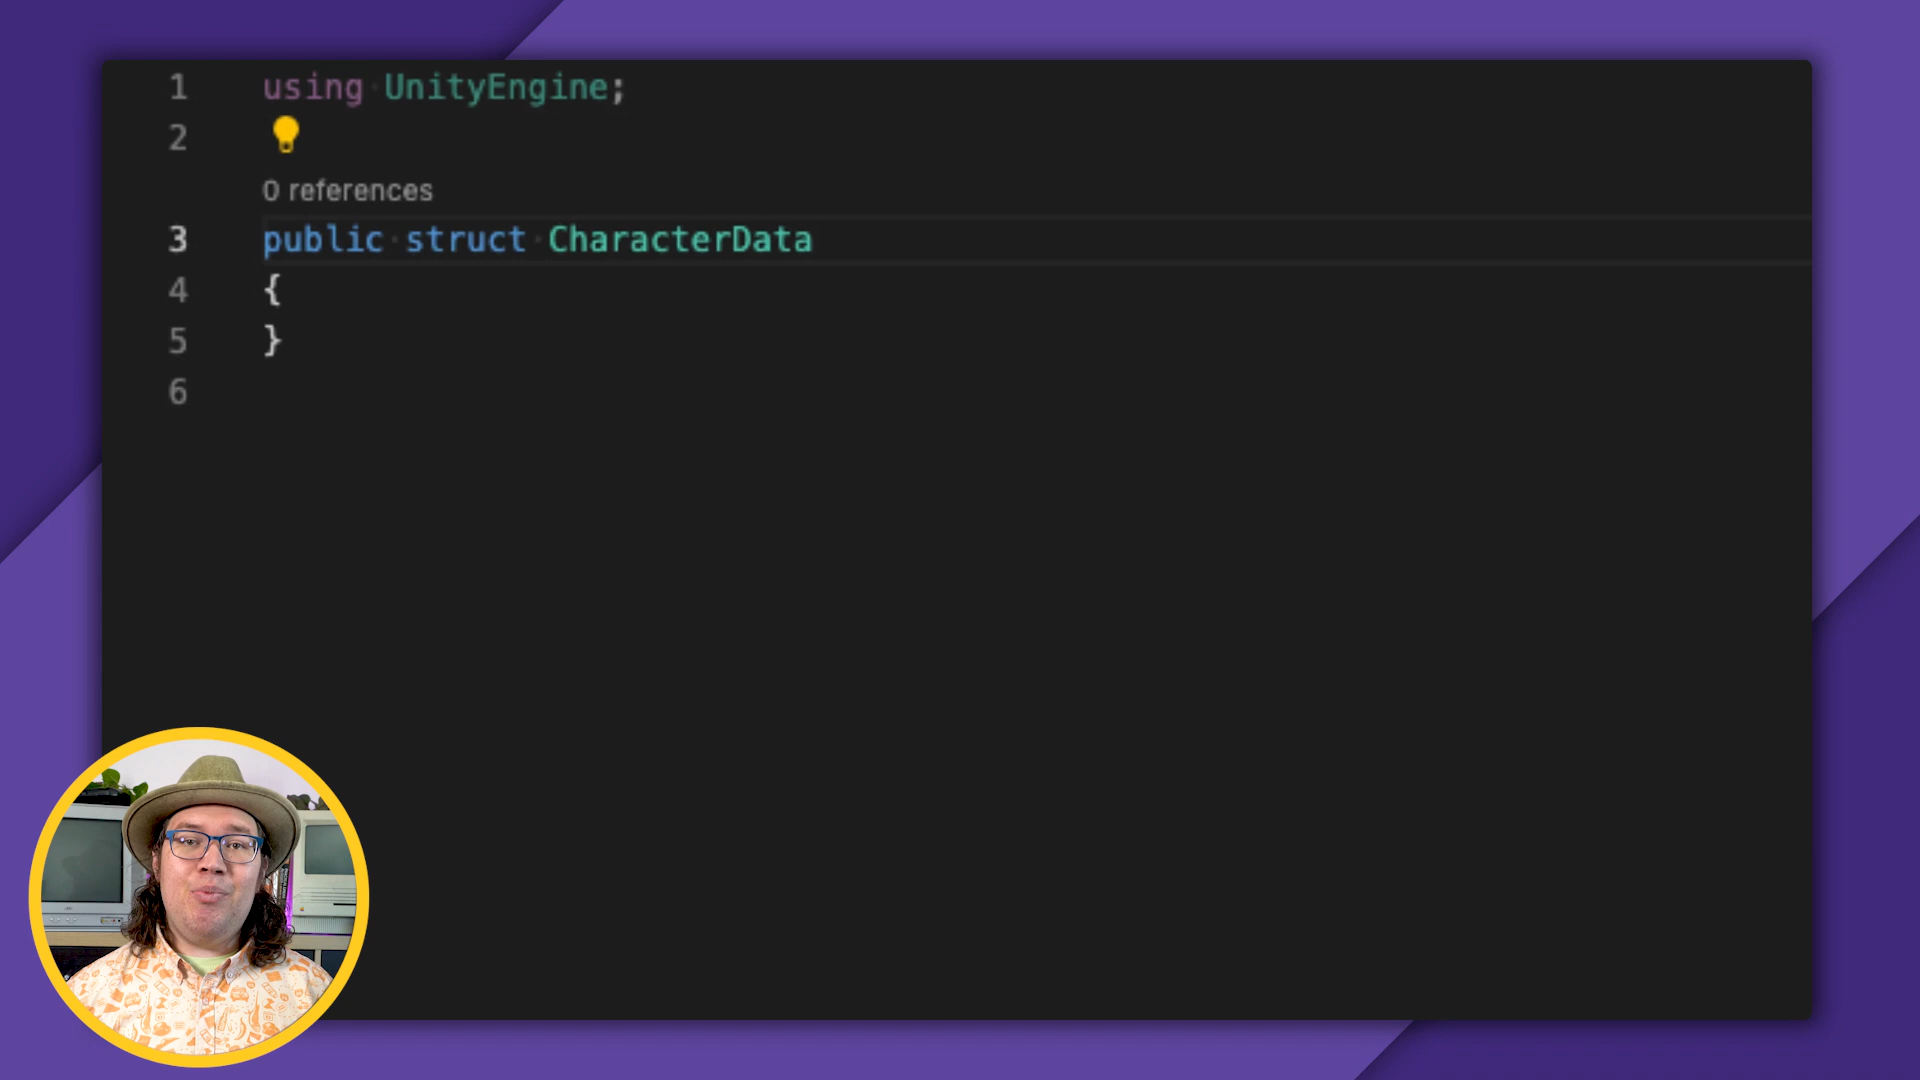 1 using UnityEngine;
2
0 references
3 public struct CharacterData
4 {
5 }
6